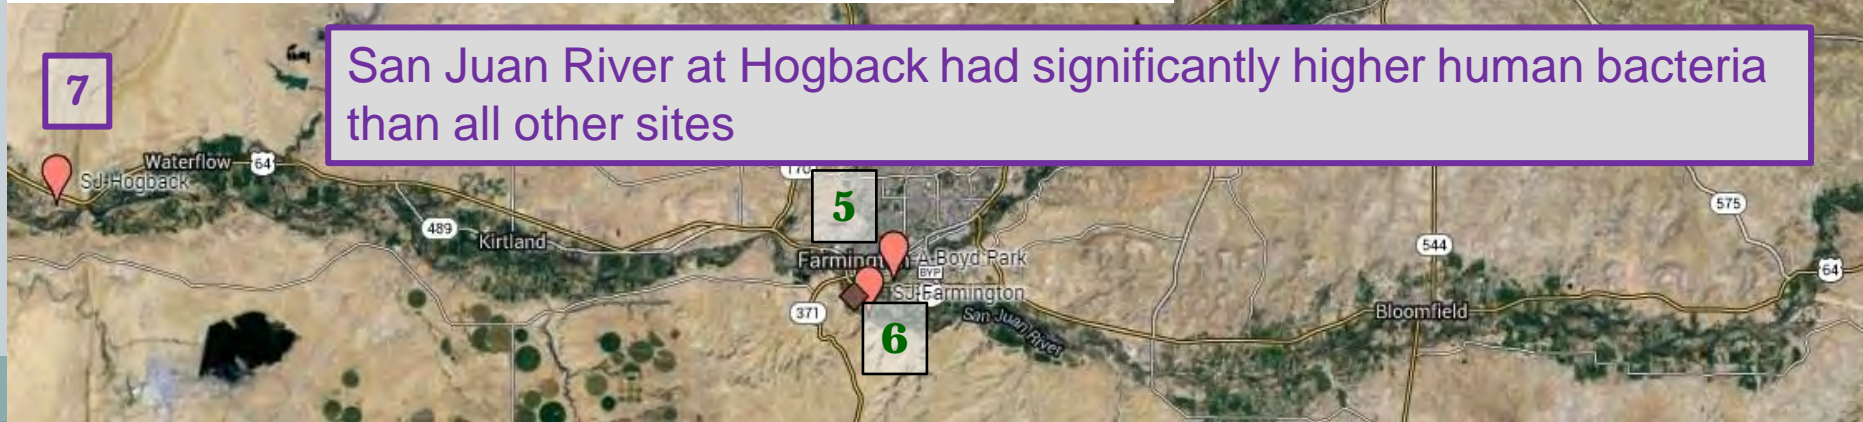 7
San Juan River at Hogback had significantly higher human bacteria
than all other sites
Waterflow
64
SJ-Hogback
170
5
575
489
Kirtland
544
Farmington
A-Boyd Park
BYP
64
SJ-Farmington
371
San Juan River
Bloomfield
6